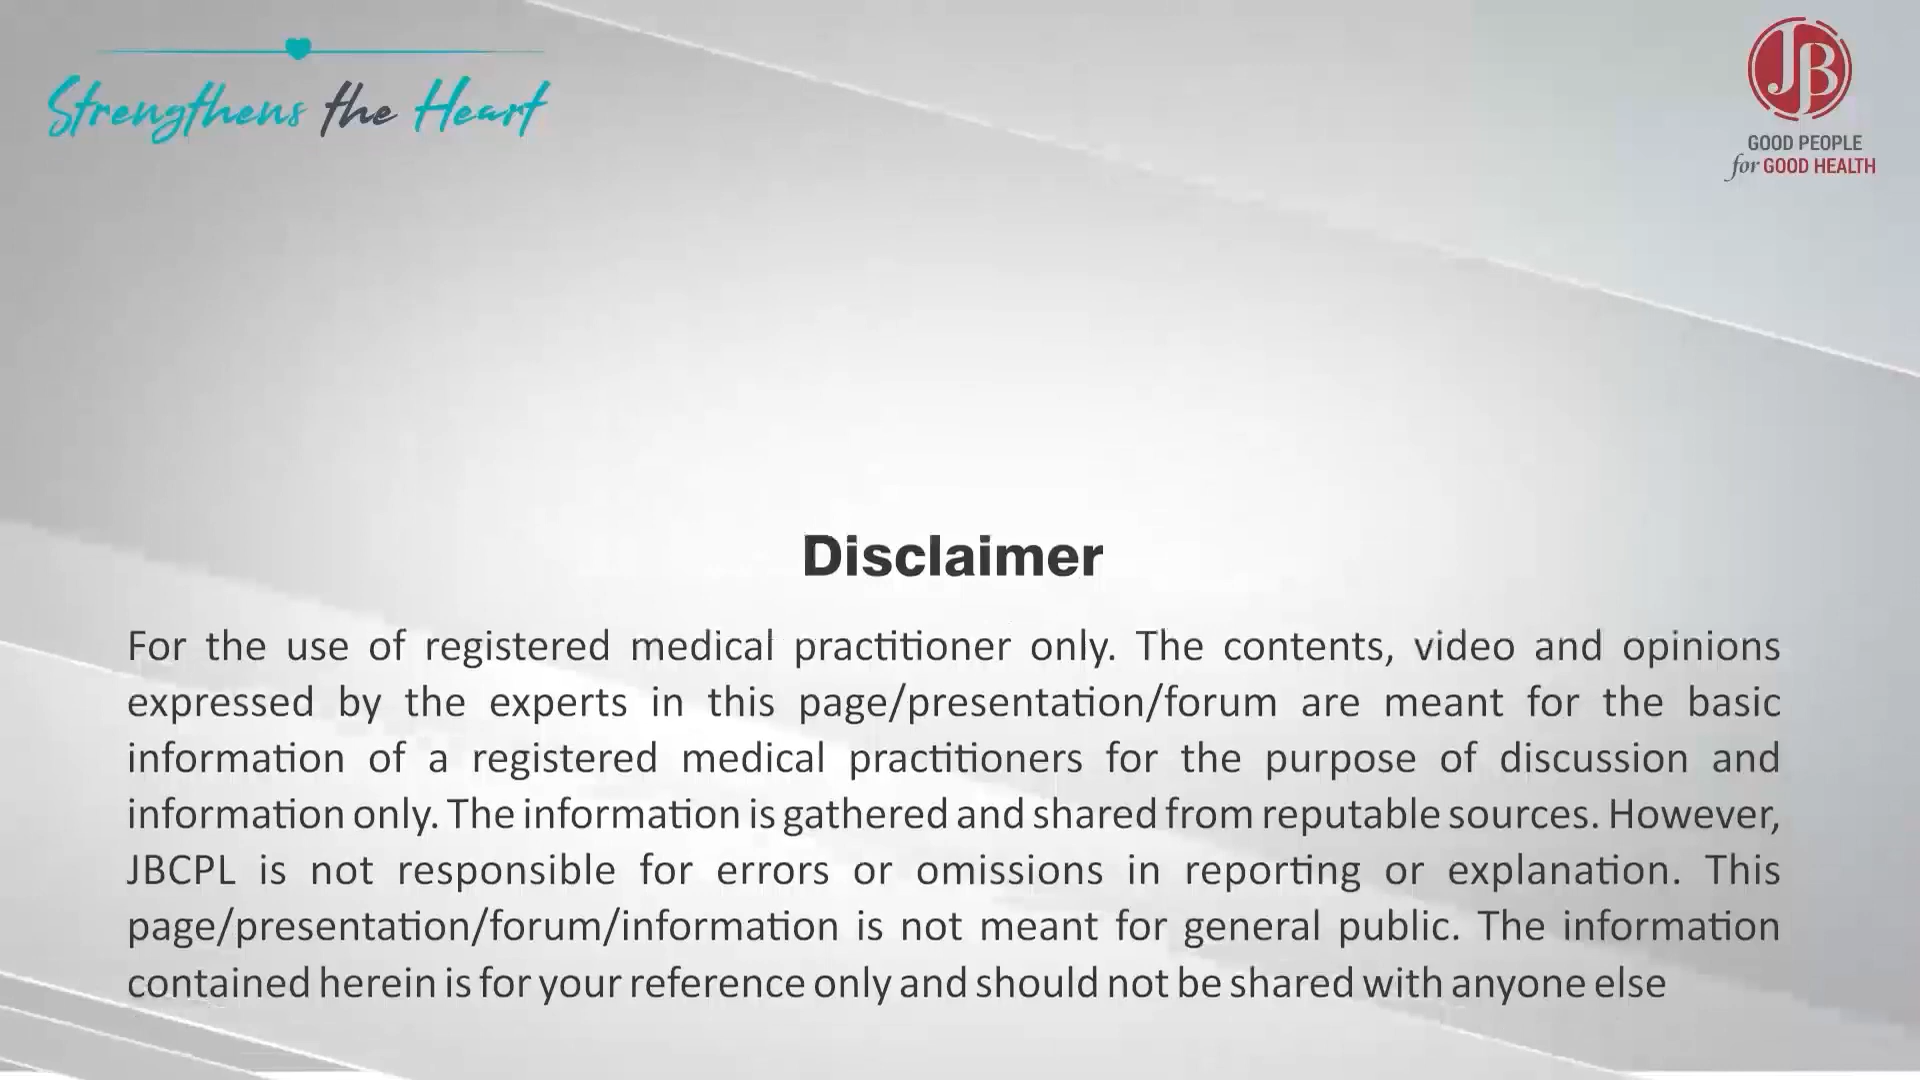 Strengthens the Heart
JB
GOOD PEOPLE
for GOOD HEALTH
Disclaimer
For the use of registered medical practitioner only. The contents, video and opinions
expressed by the experts in this page/presentation/forum are meant for the basic
information of a registered medical practitioners for the purpose of discussion and
information only. The information is gathered and shared from reputable sources. However,
JBCPL is not responsible for errors or omissions in reporting or explanation. This
page/presentation/forum/information is not meant for general public. The information
contained herein is for your reference only and should not be shared with anyone else